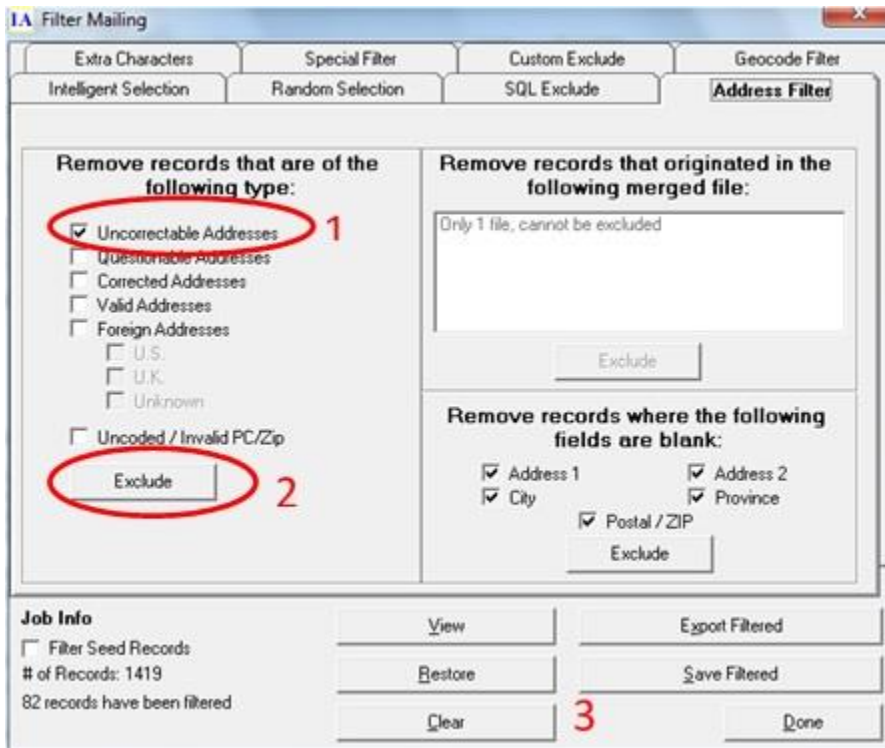 IA Filter Mailing
Extra Characters Special Filter Custom Exclude Geocode Filter
Intelligent Selection Random Selection SQL Exclude Address Filter
Remove records that are of the
following type:
Uncorrectable Addresses
1
Questionable Addresses
Corrected Addresses
Valid Addresses
Foreign Addresses
U.S.
U.K.
Unknown
Uncoded / Invalid PC/Zip
Exclude
2
Remove records that originated in the
following merged file:
Only 1 file, cannot be excluded
Exclude
Remove records where the following
fields are blank:
Address 1 Address 2
City Province
Postal / ZIP
Exclude
Job Info
Filter Seed Records
# of Records: 1419
82 records have been filtered
View Export Filtered
Restore Save Filtered
Clear 3 Done